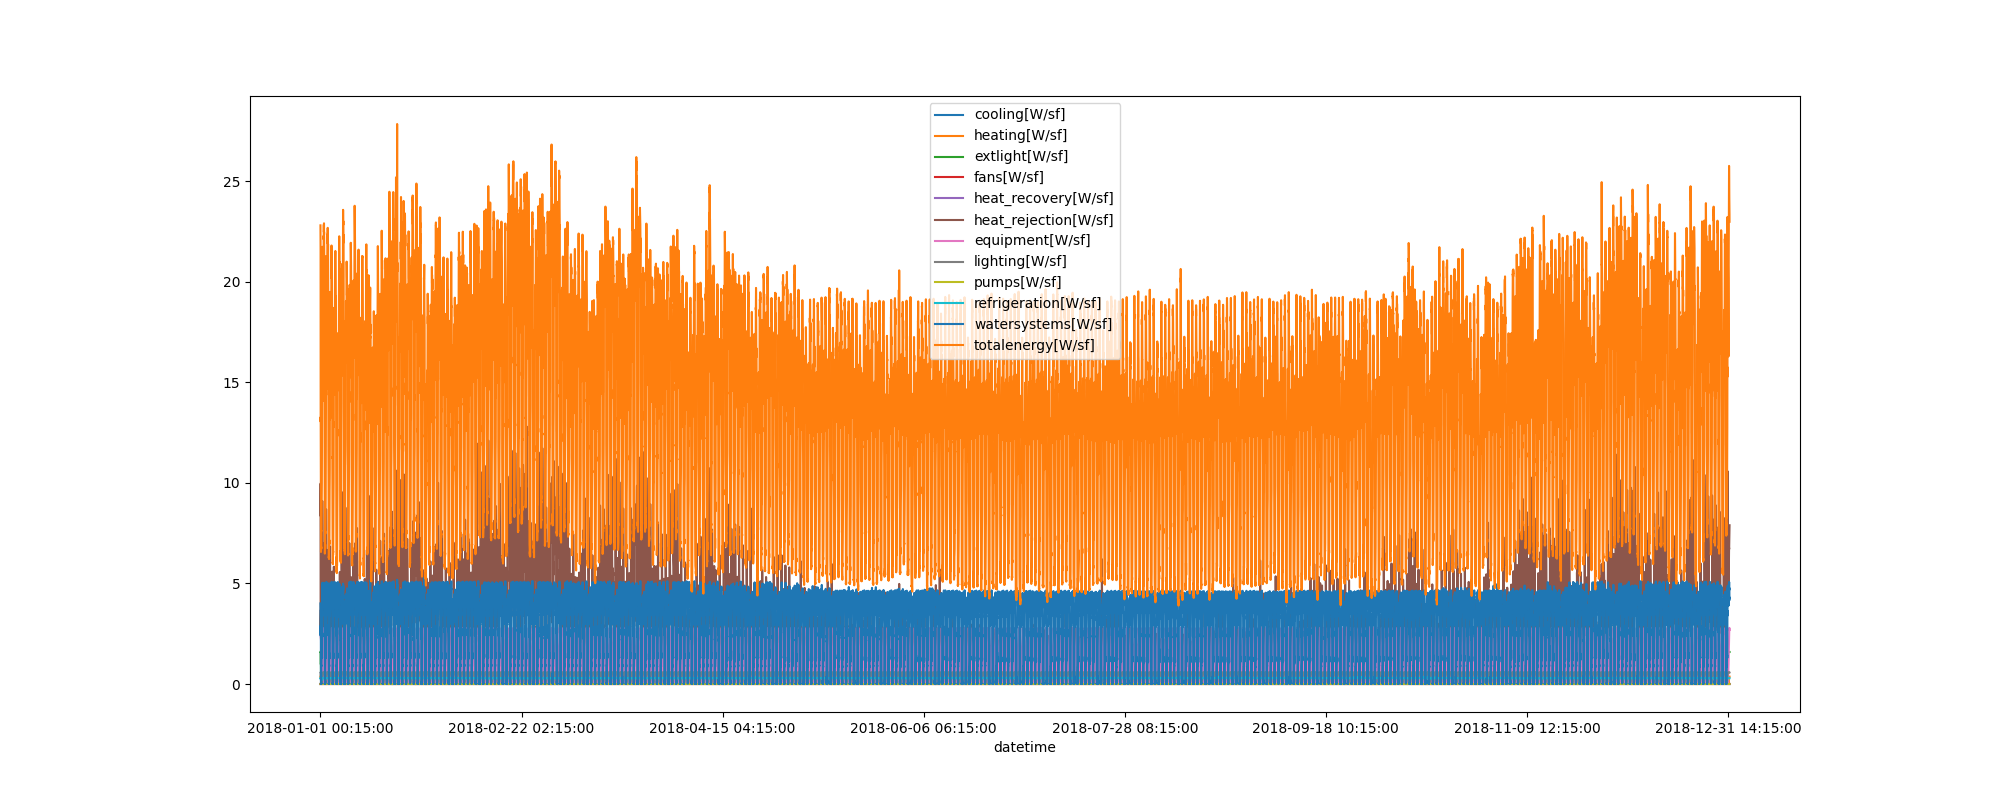 cooling[W/sf]
heating[W/sf]
extlight[W/sf]
fans[W/sf]
heat_recovery[W/sf]
heat_rejection[W/sf]
equipment[W/sf]
lighting[W/sf]
pumps[W/sf]
refrigeration[W/sf]
watersystems[W/sf]
totalenergy[W/sf]
25
20
15
10
5
0
2018-01-01 00:15:00 2018-02-22 02:15:00 2018-04-15 04:15:00 2018-06-06 06:15:00 2018-07-28 08:15:00 2018-09-18 10:15:00 2018-11-09 12:15:00 2018-12-31 14:15:00
datetime